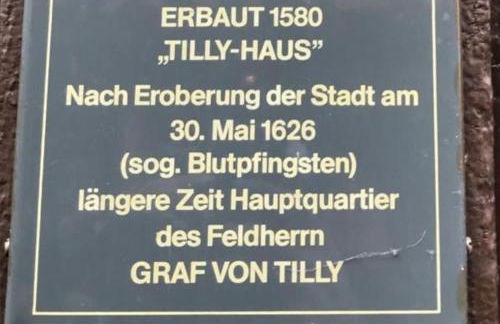 ERBAUT 1580
„TILLY-HAUS”
Nach Eroberung der Stadt am
30. Mai 1626
(sog. Blutpfingsten)
längere Zeit Hauptquartier
des Feldherrn
GRAF VON TILLY